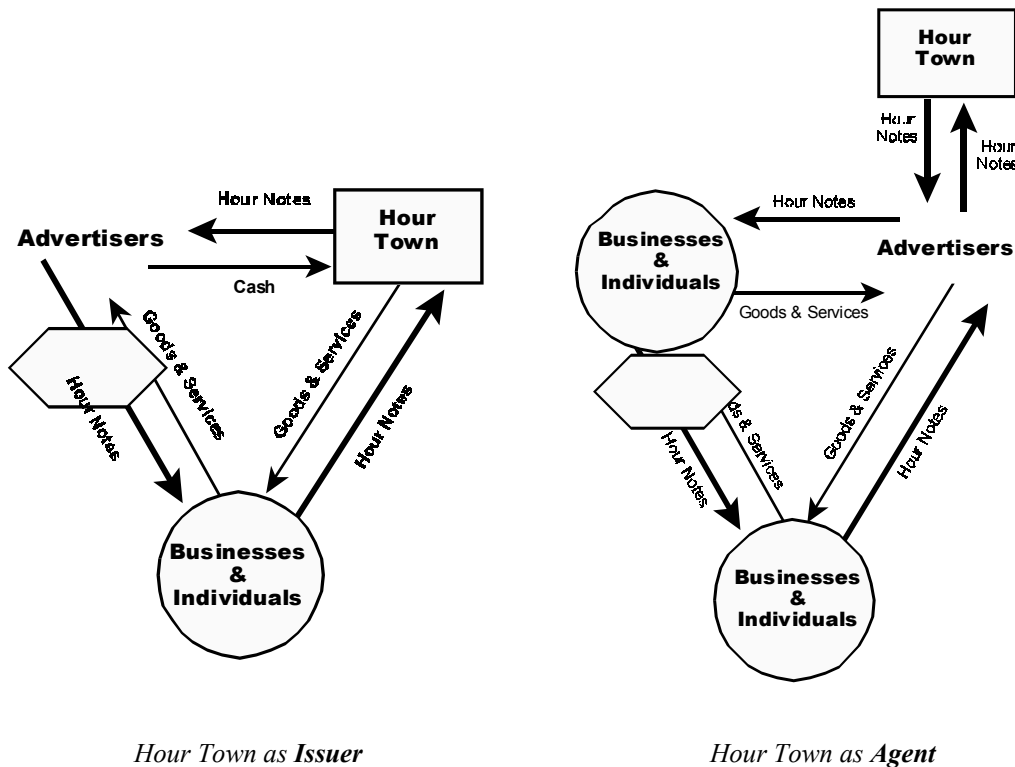 Hour Notes
Hour
Town
Advertisers
Cash
Goods & Services
Hour Notes
Goods & Services
Hour Notes
Businesses
&
Individuals
Hour Town as Issuer
Hour
Town
Hour
Notes
Hour
Notes
Hour Notes
Businesses
&
Individuals
Advertisers
Goods & Services
ds & Services
Hour Notes
Goods & Services
Hour Notes
Businesses
&
Individuals
Hour Town as Agent